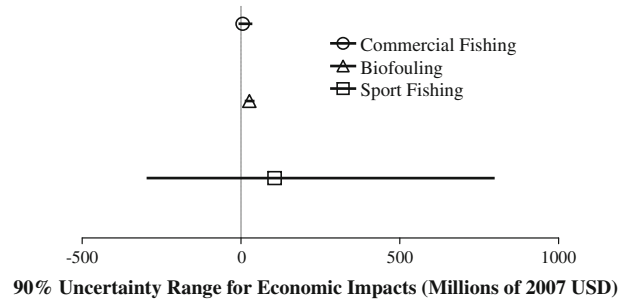 Commercial Fishing
Biofouling
Sport Fishing
-500 0 500 1000
90% Uncertainty Range for Economic Impacts (Millions of 2007 USD)